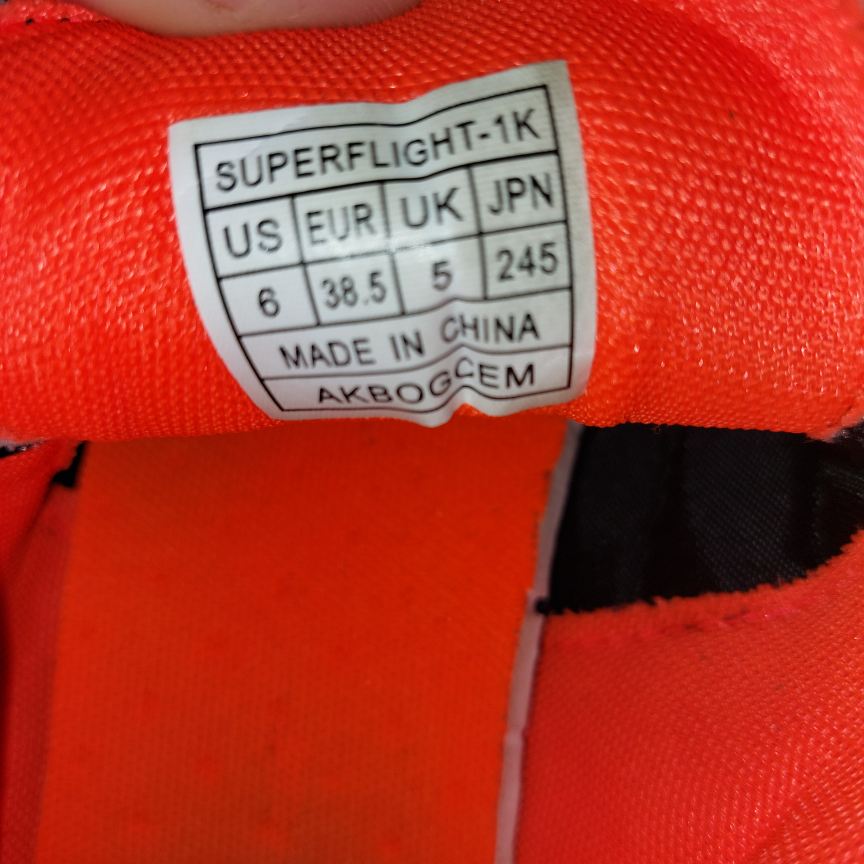 SUPERFLIGHT-1K
US EUR UK JPN
6 38.5 5 245
MADE IN CHINA
AKBOGCEM